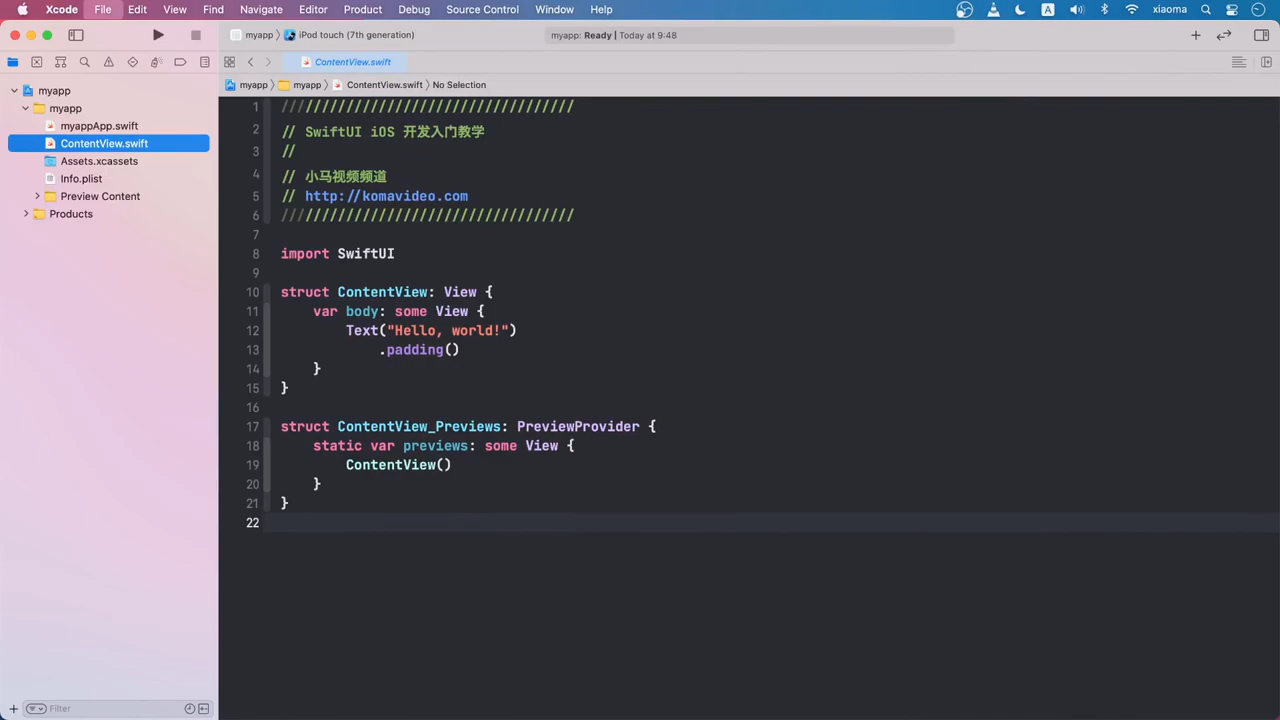 Xcode File Edit View Find Navigate Editor Product Debug Source Control Window Help A xiaoma
myapp 〉 iPod touch (7th generation) myapp: Ready | Today at 9:48
ContentView.swift
myapp 〉 myapp 〉 ContentView.swift 〉 No Selection
myapp
myapp
myappApp.swift
ContentView.swift
Assets.xcassets
Info.plist
Preview Content
Products
1 ////////////////////////////////////
2 // SwiftUI iOS 开发入门教学
3 //
4 // 小马视频频道
5 // http://komavideo.com
6 ////////////////////////////////////
7
8 import SwiftUI
9
10 struct ContentView: View {
11 var body: some View {
12 Text("Hello, world!")
13 .padding()
14 }
15 }
16
17 struct ContentView_Previews: PreviewProvider {
18 static var previews: some View {
19 ContentView()
20 }
21 }
22
Filter